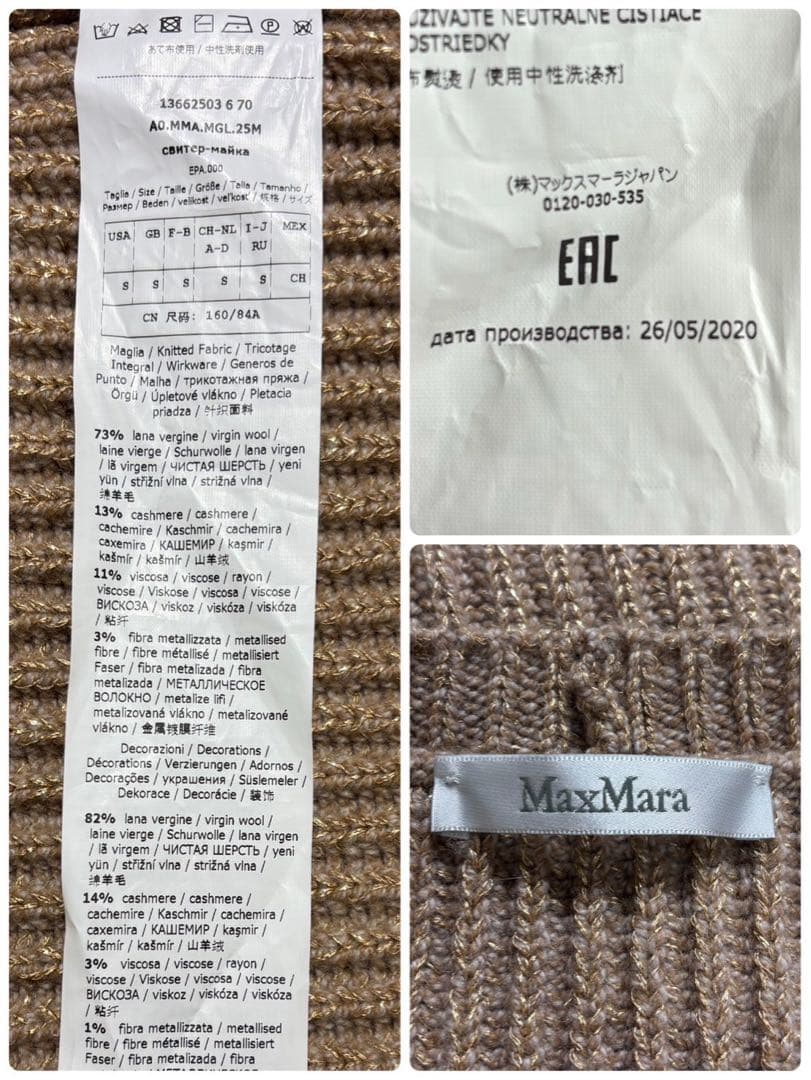 あて布使用 / 中性洗剤使用
13662503 6 70
A0.MMA.MGL.25M
свитер-майка
EPA.000
Taglia / Size / Taille / Größe / Talla / Tamanho /
Размер / Beden / velikost / veľkosť / 规格 / サイズ
USA GB F-B CH-NL I-J MEX
A-D RU
S S S S S CH
CN 尺码: 160/84A
Maglia / Knitted Fabric / Tricotage
Integral / Wirkware / Generos de
Punto / Malha / трикотажная пряжа /
Örgü / Úpletové vlákno / Pletacia
priadza / 针织面料
73% lana vergine / virgin wool /
laine vierge / Schurwolle / lana virgen
/ lã virgem / ЧИСТАЯ ШЕРСТЬ / yeni
yün / střižní vlna / strižná vlna /
绵羊毛
13% cashmere / cashmere /
cachemire / Kaschmir / cachemira /
caxemira / КАШЕМИР / kaşmir /
kašmír / kašmír / 山羊绒
11% viscosa / viscose / rayon /
viscose / Viskose / viscosa / viscose /
ВИСКОЗА / viskoz / viskóza / viskóza
/ 粘纤
3% fibra metallizzata / metallised
fibre / fibre métallisé / metallisiert
Faser / fibra metalizada / fibra
metalizada / МЕТАЛЛИЧЕСКОЕ
ВОЛОКНО / metalize lifi /
metalizovaná vlákno / metalizované
vlákno / 金属镀膜纤维
Decorazioni / Decorations /
Décorations / Verzierungen / Adornos /
Decorações / украшения / Süslemeler /
Dekorace / Decorácie / 装饰
82% lana vergine / virgin wool /
laine vierge / Schurwolle / lana virgen
/ lã virgem / ЧИСТАЯ ШЕРСТЬ / yeni
yün / střižní vlna / strižná vlna /
绵羊毛
14% cashmere / cashmere /
cachemire / Kaschmir / cachemira /
caxemira / КАШЕМИР / kaşmir /
kašmír / kašmír / 山羊绒
3% viscosa / viscose / rayon /
viscose / Viskose / viscosa / viscose /
ВИСКОЗА / viskoz / viskóza / viskóza
/ 粘纤
1% fibra metallizzata / metallised
fibre / fibre métallisé / metallisiert
Faser / fibra metalizada / fibra
UŽÍVAJTE NEUTRÁLNE ČISTIACE
OSTRIEDKY
布熨烫 / 使用中性洗涤剂
(株)マックスマーラジャパン
0120-030-535
EAC
дата производства: 26/05/2020
MaxMara